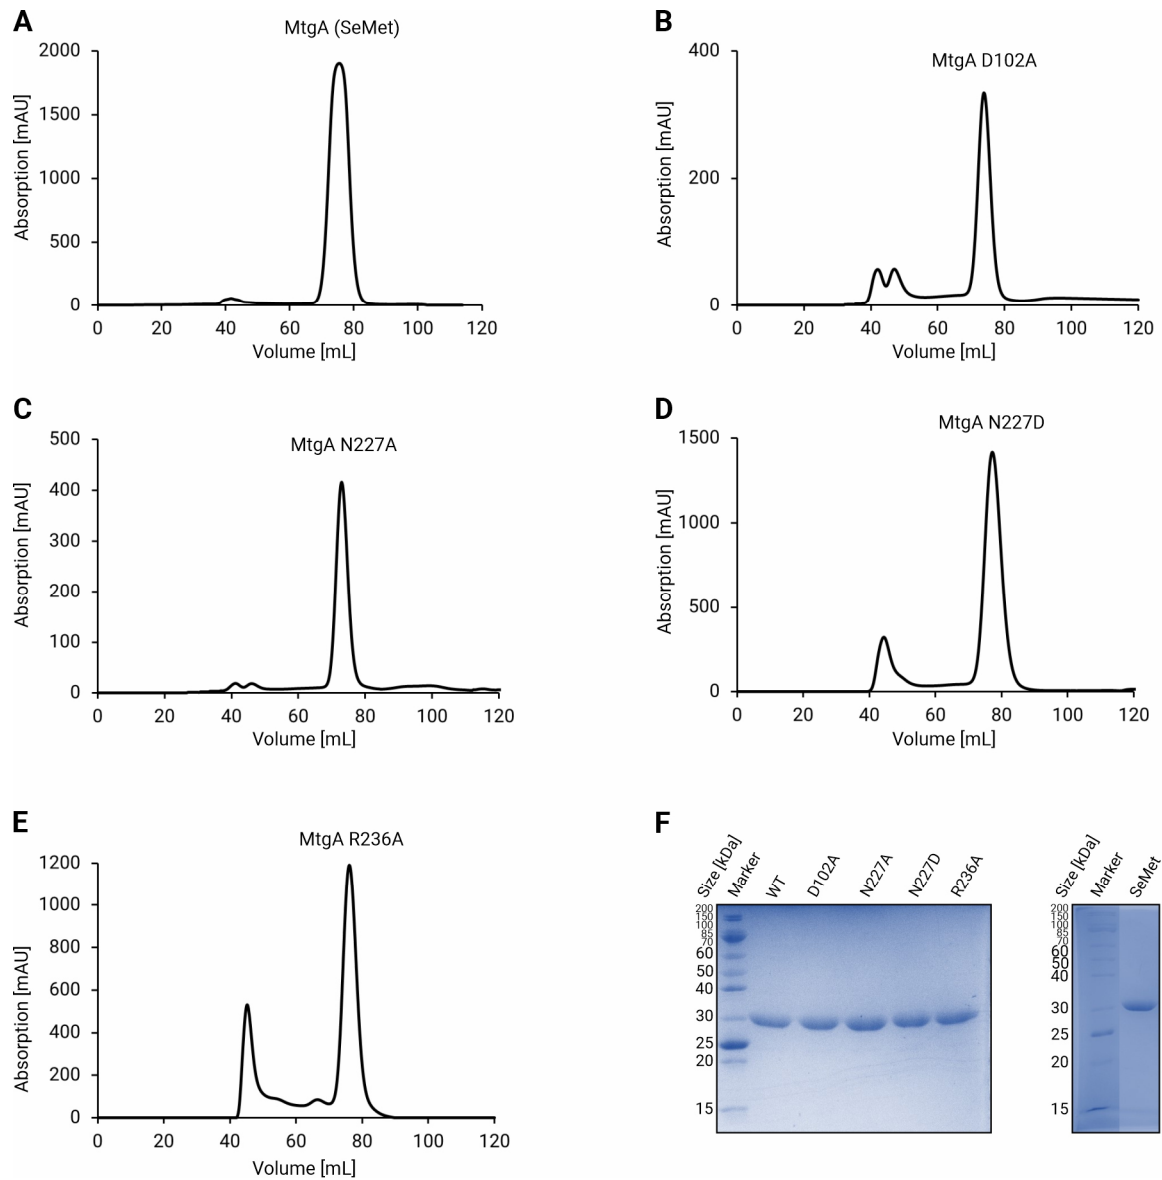 A
MtgA (SeMet)
Absorption [mAU]
2000
1500
1000
500
0
0 20 40 60 80 100 120
Volume [mL]
B
MtgA D102A
Absorption [mAU]
400
200
0
0 20 40 60 80 100 120
Volume [mL]
C
MtgA N227A
Absorption [mAU]
500
400
300
200
100
0
0 20 40 60 80 100 120
Volume [mL]
D
MtgA N227D
Absorption [mAU]
1500
1000
500
0
0 20 40 60 80 100 120
Volume [mL]
E
MtgA R236A
Absorption [mAU]
1200
1000
800
600
400
200
0
0 20 40 60 80 100 120
Volume [mL]
F
Size [kDa] Marker WT D102A N227A N227D R236A
200
150
100
85
70
60
50
40
30
25
20
15
Size [kDa] Marker SeMet
200
150
100
85
70
60
50
40
30
25
20
15